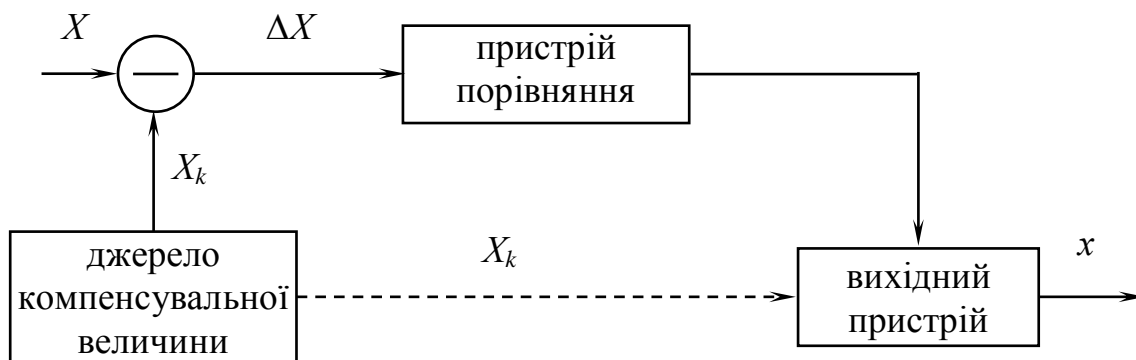 X
ΔX
пристрій
порівняння
X_k
джерело
компенсувальної
величини
X_k
вихідний
пристрій
x